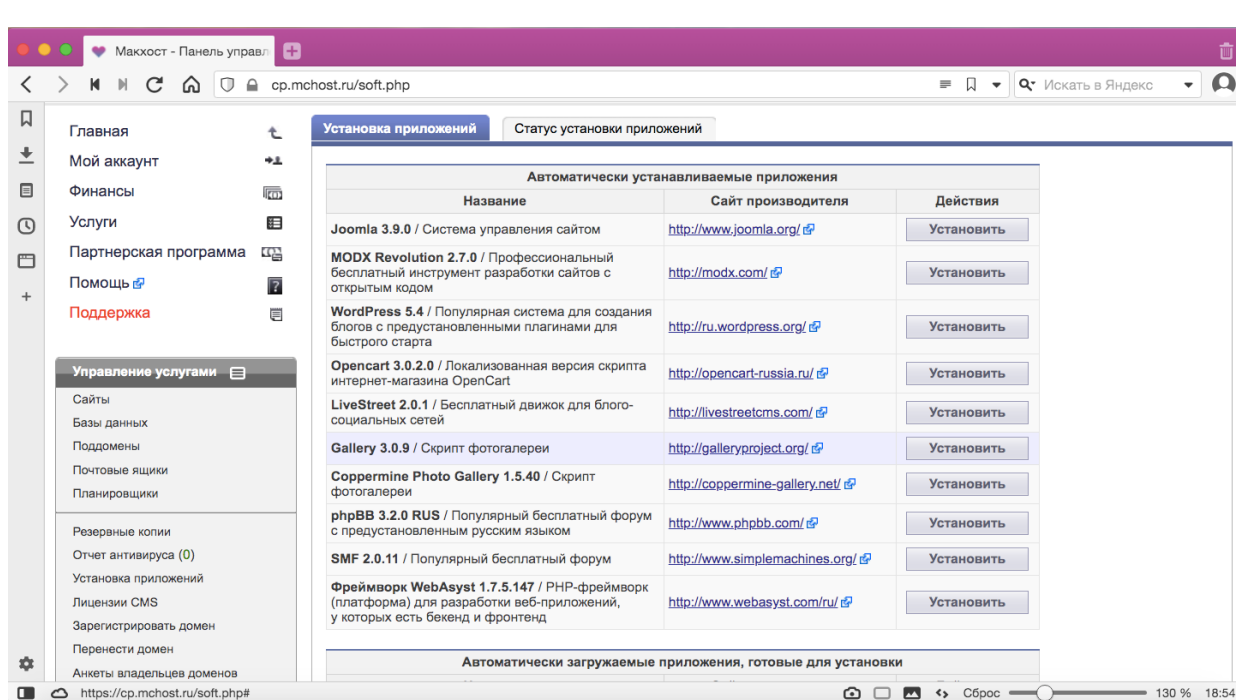 Макхост - Панель управл
cp.mchost.ru/soft.php
Искать в Яндекс
Главная
Мой аккаунт
Финансы
Услуги
Партнерская программа
Помощь
Поддержка
Управление услугами
Сайты
Базы данных
Поддомены
Почтовые ящики
Планировщики
Резервные копии
Отчет антивируса (0)
Установка приложений
Лицензии CMS
Зарегистрировать домен
Перенести домен
Анкеты владельцев доменов
Установка приложений
Статус установки приложений
Автоматически устанавливаемые приложения
Название Сайт производителя Действия
Joomla 3.9.0 / Система управления сайтом http://www.joomla.org/ Установить
MODX Revolution 2.7.0 / Профессиональный
бесплатный инструмент разработки сайтов с
открытым кодом
http://modx.com/ Установить
WordPress 5.4 / Популярная система для создания
блогов с предустановленными плагинами для
быстрого старта
http://ru.wordpress.org/ Установить
Opencart 3.0.2.0 / Локализованная версия скрипта
интернет-магазина OpenCart
http://opencart-russia.ru/ Установить
LiveStreet 2.0.1 / Бесплатный движок для блого-
социальных сетей
http://livestreetcms.com/ Установить
Gallery 3.0.9 / Скрипт фотогалереи http://galleryproject.org/ Установить
Coppermine Photo Gallery 1.5.40 / Скрипт
фотогалереи
http://coppermine-gallery.net/ Установить
phpBB 3.2.0 RUS / Популярный бесплатный форум
с предустановленным русским языком
http://www.phpbb.com/ Установить
SMF 2.0.11 / Популярный бесплатный форум http://www.simplemachines.org/ Установить
Фреймворк WebAsyst 1.7.5.147 / PHP-фреймворк
(платформа) для разработки веб-приложений,
у которых есть бекенд и фронтенд
http://www.webasyst.com/ru/ Установить
Автоматически загружаемые приложения, готовые для установки
https://cp.mchost.ru/soft.php#
Сброс
130 % 18:54